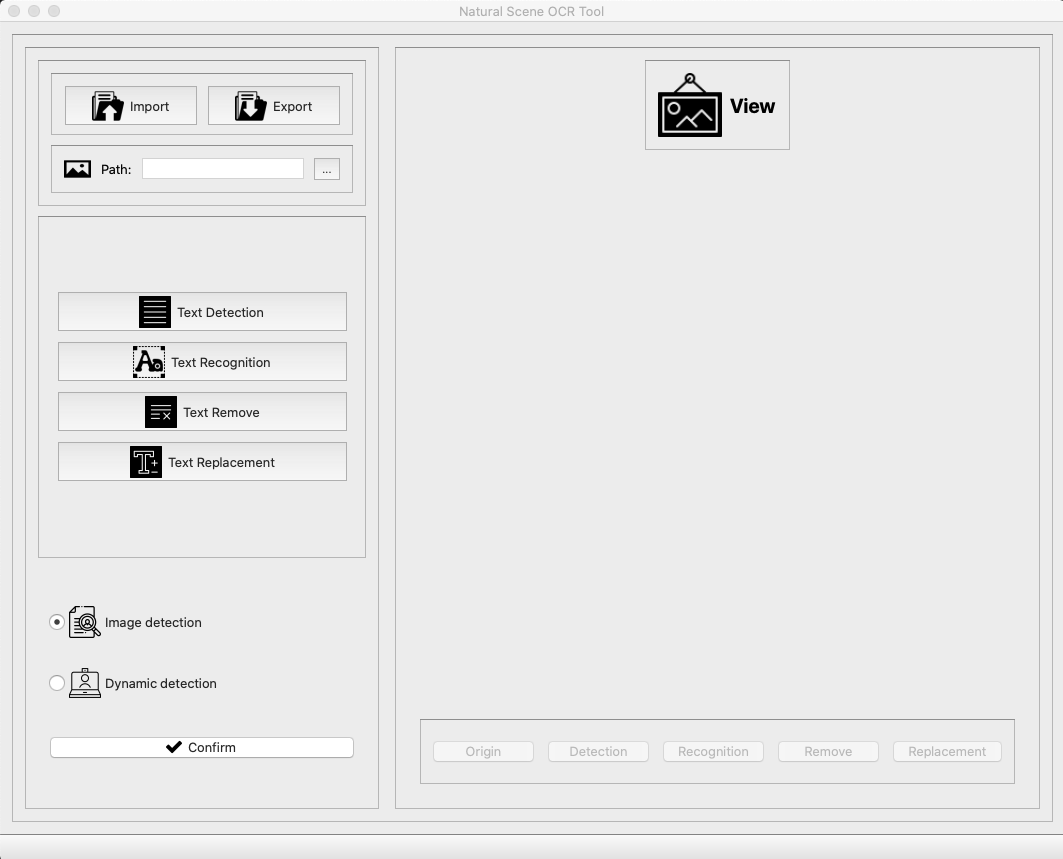 Natural Scene OCR Tool
Import
Export
Path:
...
View
Text Detection
Text Recognition
Text Remove
Text Replacement
Image detection
Dynamic detection
Confirm
Origin
Detection
Recognition
Remove
Replacement